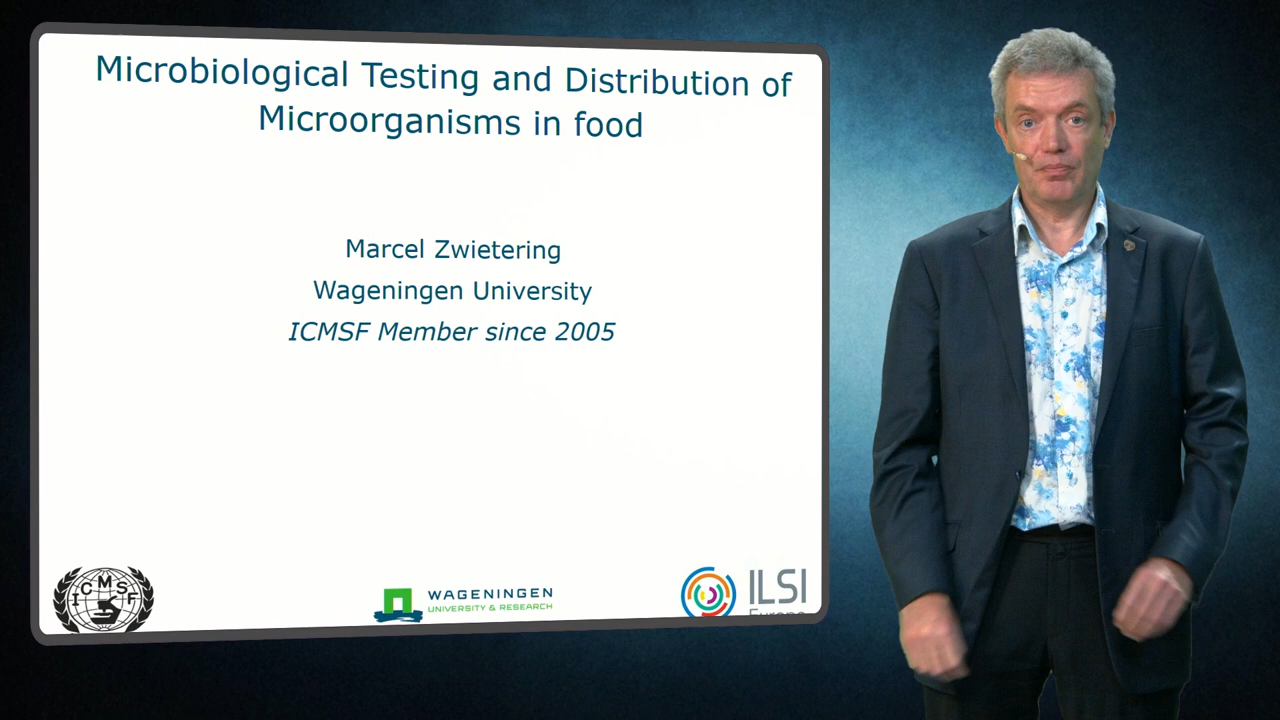 Microbiological Testing and Distribution of
Microorganisms in food
Marcel Zwietering
Wageningen University
ICMSF Member since 2005
ICMSF
WAGENINGEN
UNIVERSITY & RESEARCH
ILSI
Europe